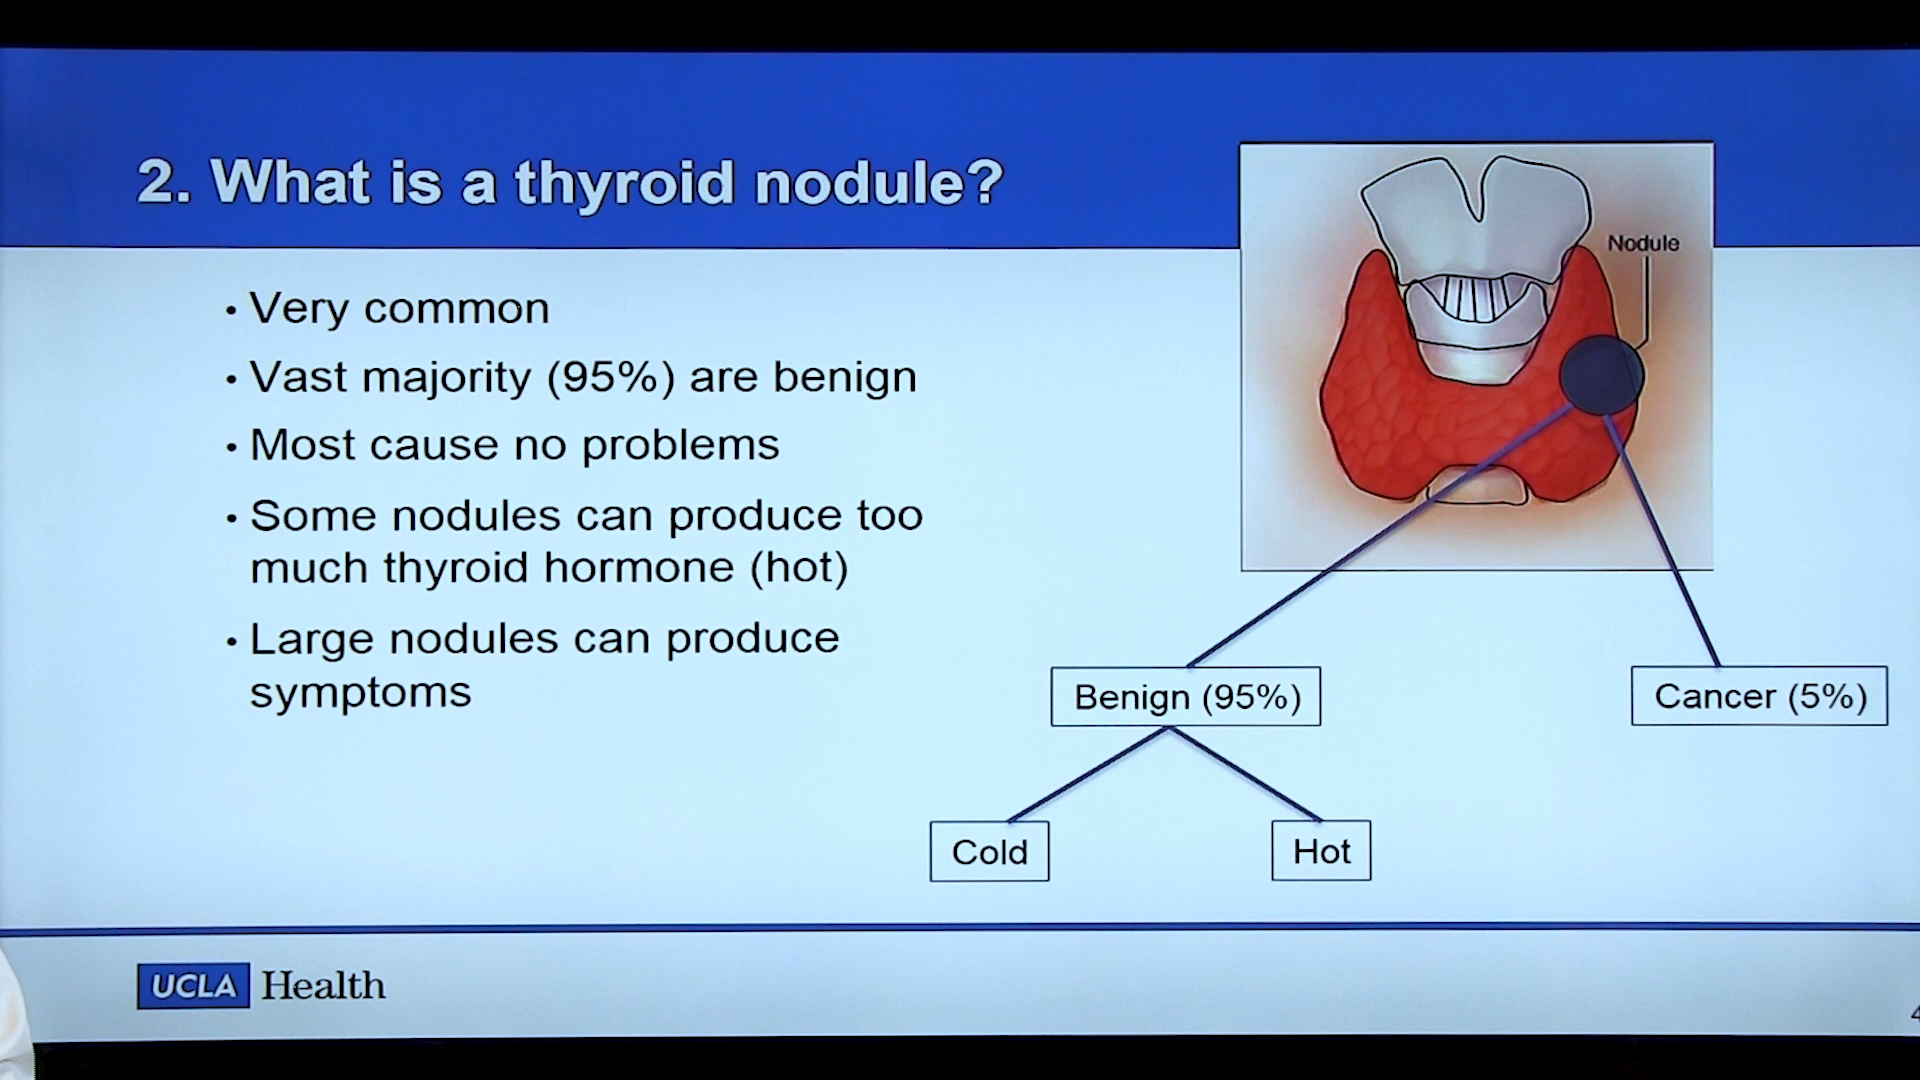 2. What is a thyroid nodule?
Nodule
• Very common
• Vast majority (95%) are benign
• Most cause no problems
• Some nodules can produce too
much thyroid hormone (hot)
• Large nodules can produce
symptoms
Benign (95%)
Cancer (5%)
Cold
Hot
UCLA Health
4